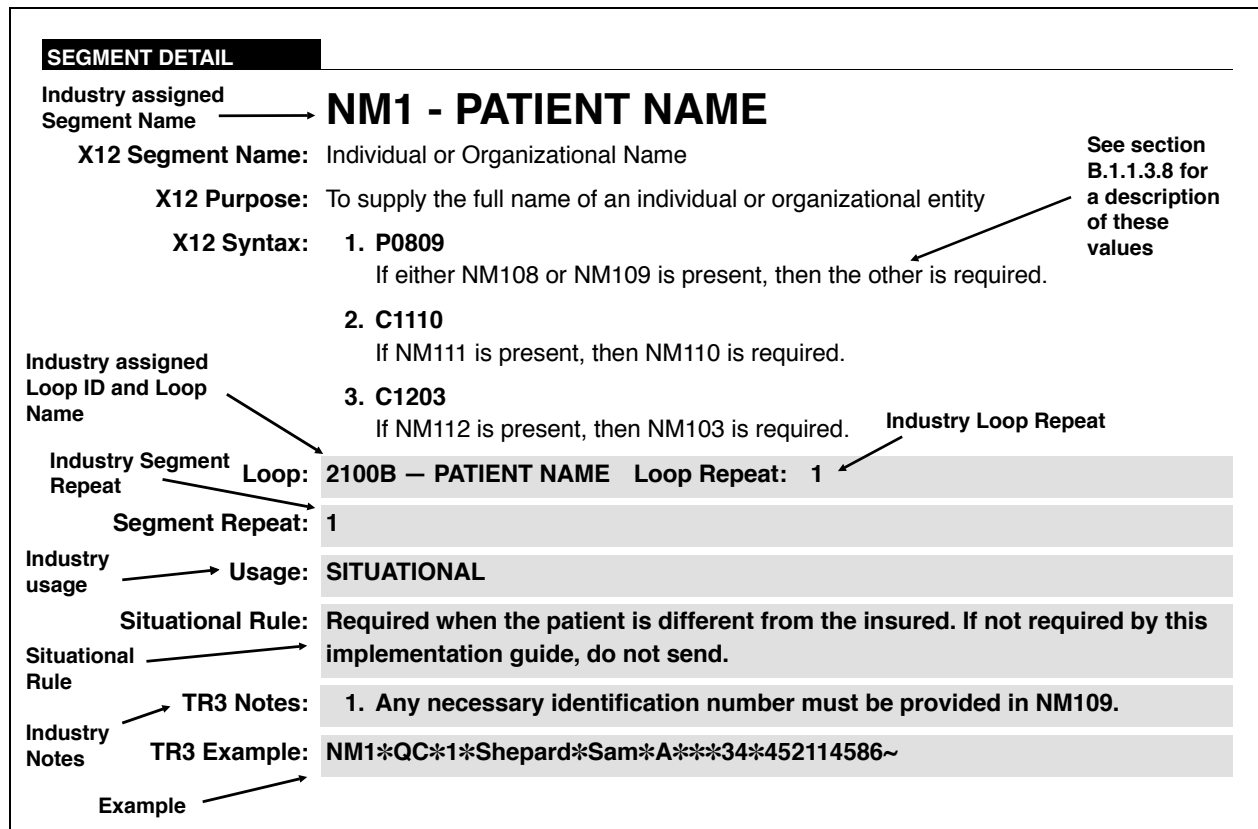 SEGMENT DETAIL
Industry assigned
Segment Name
NM1 - PATIENT NAME
X12 Segment Name: Individual or Organizational Name
See section
B.1.1.3.8 for
a description
of these
values
X12 Purpose: To supply the full name of an individual or organizational entity
X12 Syntax: 1. P0809
If either NM108 or NM109 is present, then the other is required.
2. C1110
If NM111 is present, then NM110 is required.
Industry assigned
Loop ID and Loop
Name
3. C1203
If NM112 is present, then NM103 is required.
Industry Loop Repeat
Industry Segment
Repeat
Loop: 2100B — PATIENT NAME Loop Repeat: 1
Segment Repeat: 1
Industry
usage
Usage: SITUATIONAL
Situational Rule: Required when the patient is different from the insured. If not required by this
implementation guide, do not send.
Situational
Rule
TR3 Notes: 1. Any necessary identification number must be provided in NM109.
Industry
Notes
TR3 Example: NM1✽QC✽1✽Shepard✽Sam✽A✽✽✽34✽452114586~
Example